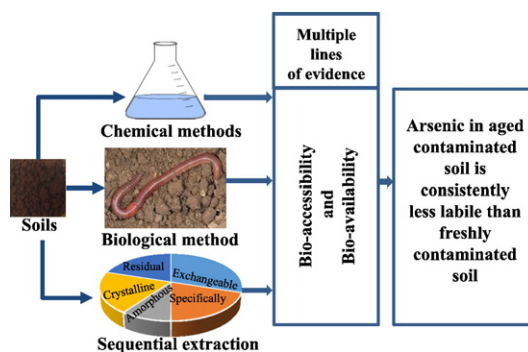 Multiple
lines
of evidence
Chemical methods
Soils
Biological method
Bio-accessibility
and
Bio-availability
Arsenic in aged
contaminated
soil is
consistently
less labile than
freshly
contaminated
soil
Residual
Exchangeable
Crystalline
Amorphous
Specifically
Sequential extraction